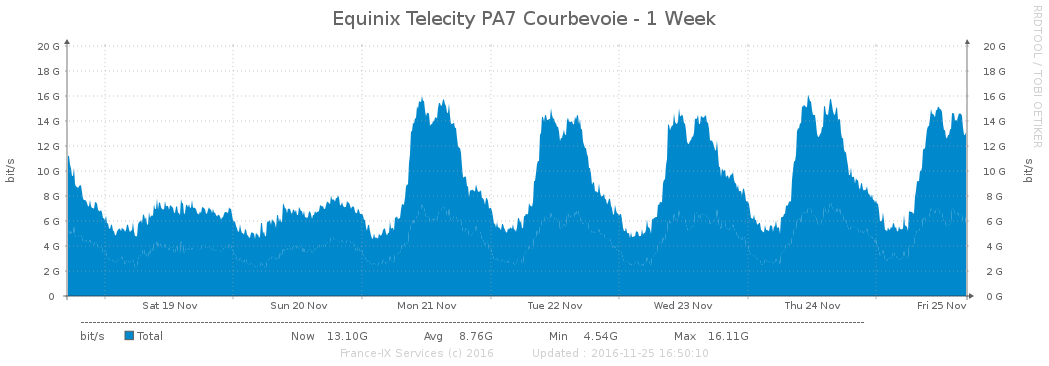 Equinix Telecity PA7 Courbevoie - 1 Week
RRDTOOL / TOBI OETIKER
bit/s
20 G 20 G
18 G 18 G
16 G 16 G
14 G 14 G
12 G 12 G
10 G 10 G
8 G 8 G
6 G 6 G
4 G 4 G
2 G 2 G
0 0 G
bit/s
Sat 19 Nov Sun 20 Nov Mon 21 Nov Tue 22 Nov Wed 23 Nov Thu 24 Nov Fri 25 Nov
bit/s Total Now 13.10G Avg 8.76G Min 4.54G Max 16.11G
France-IX Services (c) 2016 Updated : 2016-11-25 16:50:10